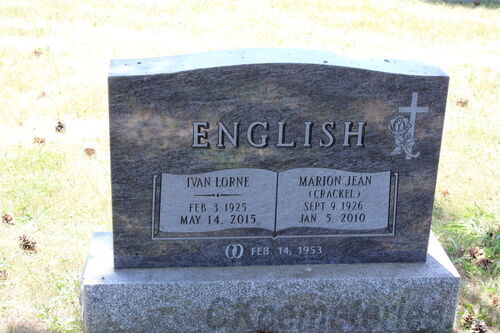 ENGLISH
IVAN LORNE
FEB 3 1925
MAY 14, 2015
MARION JEAN
(CRACKEL)
SEPT 9 1926
JAN 5, 2010
FEB. 14, 1953